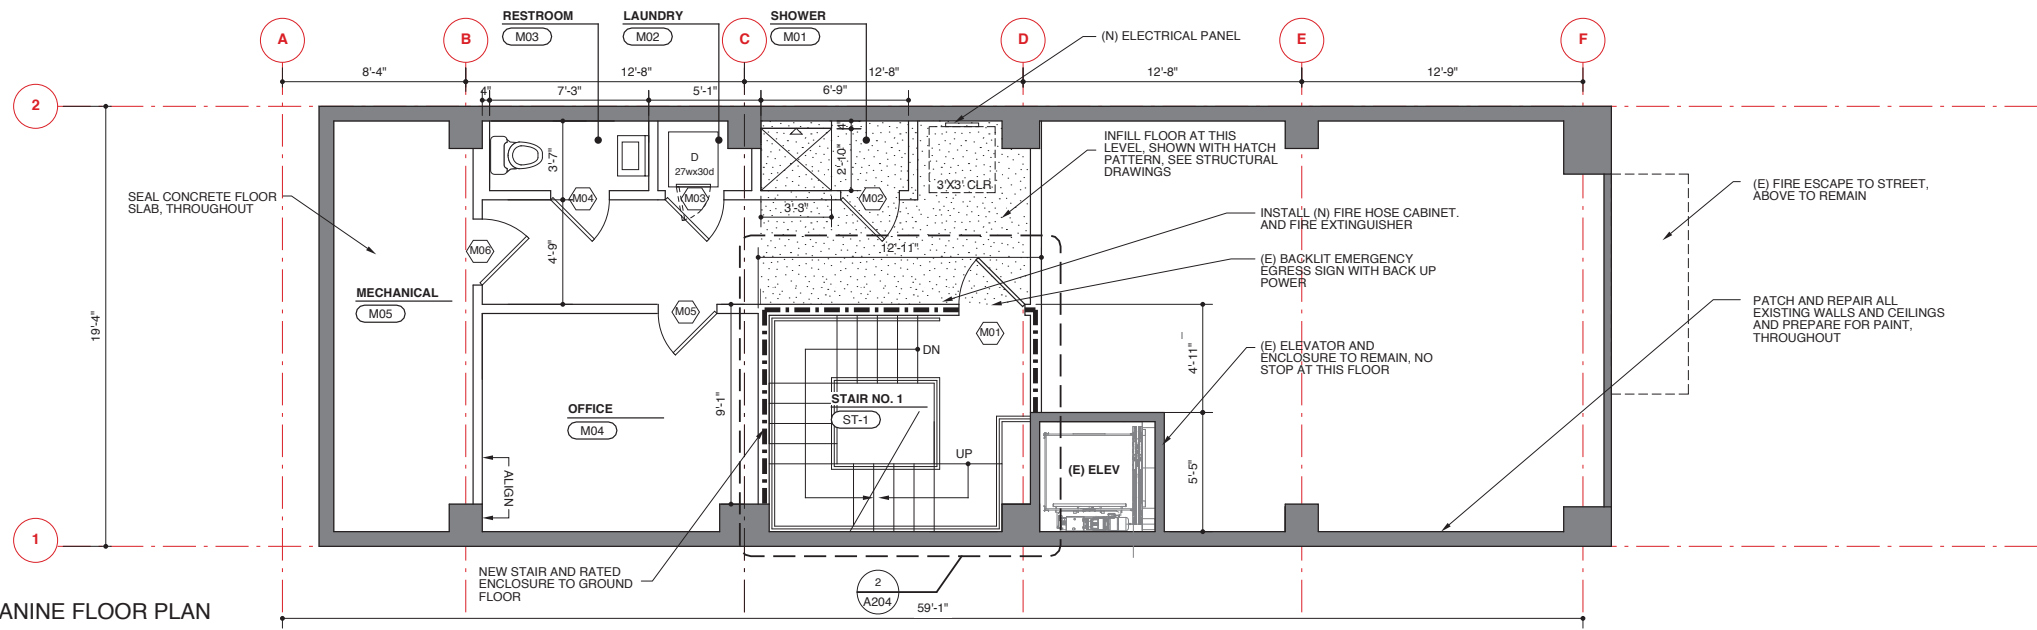 RESTROOM
M03
LAUNDRY
M02
SHOWER
M01
A
B
C
D
E
F
(N) ELECTRICAL PANEL
8'-4"
12'-8"
12'-8"
12'-8"
12'-9"
4"
7'-3"
5'-1"
6'-9"
2
4"
3'-7"
2'-10"
D
27wx30d
3'X3' CLR
INFILL FLOOR AT THIS
LEVEL, SHOWN WITH HATCH
PATTERN, SEE STRUCTURAL
DRAWINGS
SEAL CONCRETE FLOOR
SLAB, THROUGHOUT
(E) FIRE ESCAPE TO STREET,
ABOVE TO REMAIN
M04
M03
M02
3'-3"
INSTALL (N) FIRE HOSE CABINET.
AND FIRE EXTINGUISHER
M06
4'-9"
12'-11"
(E) BACKLIT EMERGENCY
EGRESS SIGN WITH BACK UP
POWER
MECHANICAL
M05
M05
M01
PATCH AND REPAIR ALL
EXISTING WALLS AND CEILINGS
AND PREPARE FOR PAINT,
THROUGHOUT
19'-4"
DN
4'-11"
(E) ELEVATOR AND
ENCLOSURE TO REMAIN, NO
STOP AT THIS FLOOR
OFFICE
M04
9'-1"
STAIR NO. 1
ST-1
UP
(E) ELEV
5'-5"
ALIGN
1
NEW STAIR AND RATED
ENCLOSURE TO GROUND
FLOOR
2
A204
59'-1"
ANINE FLOOR PLAN